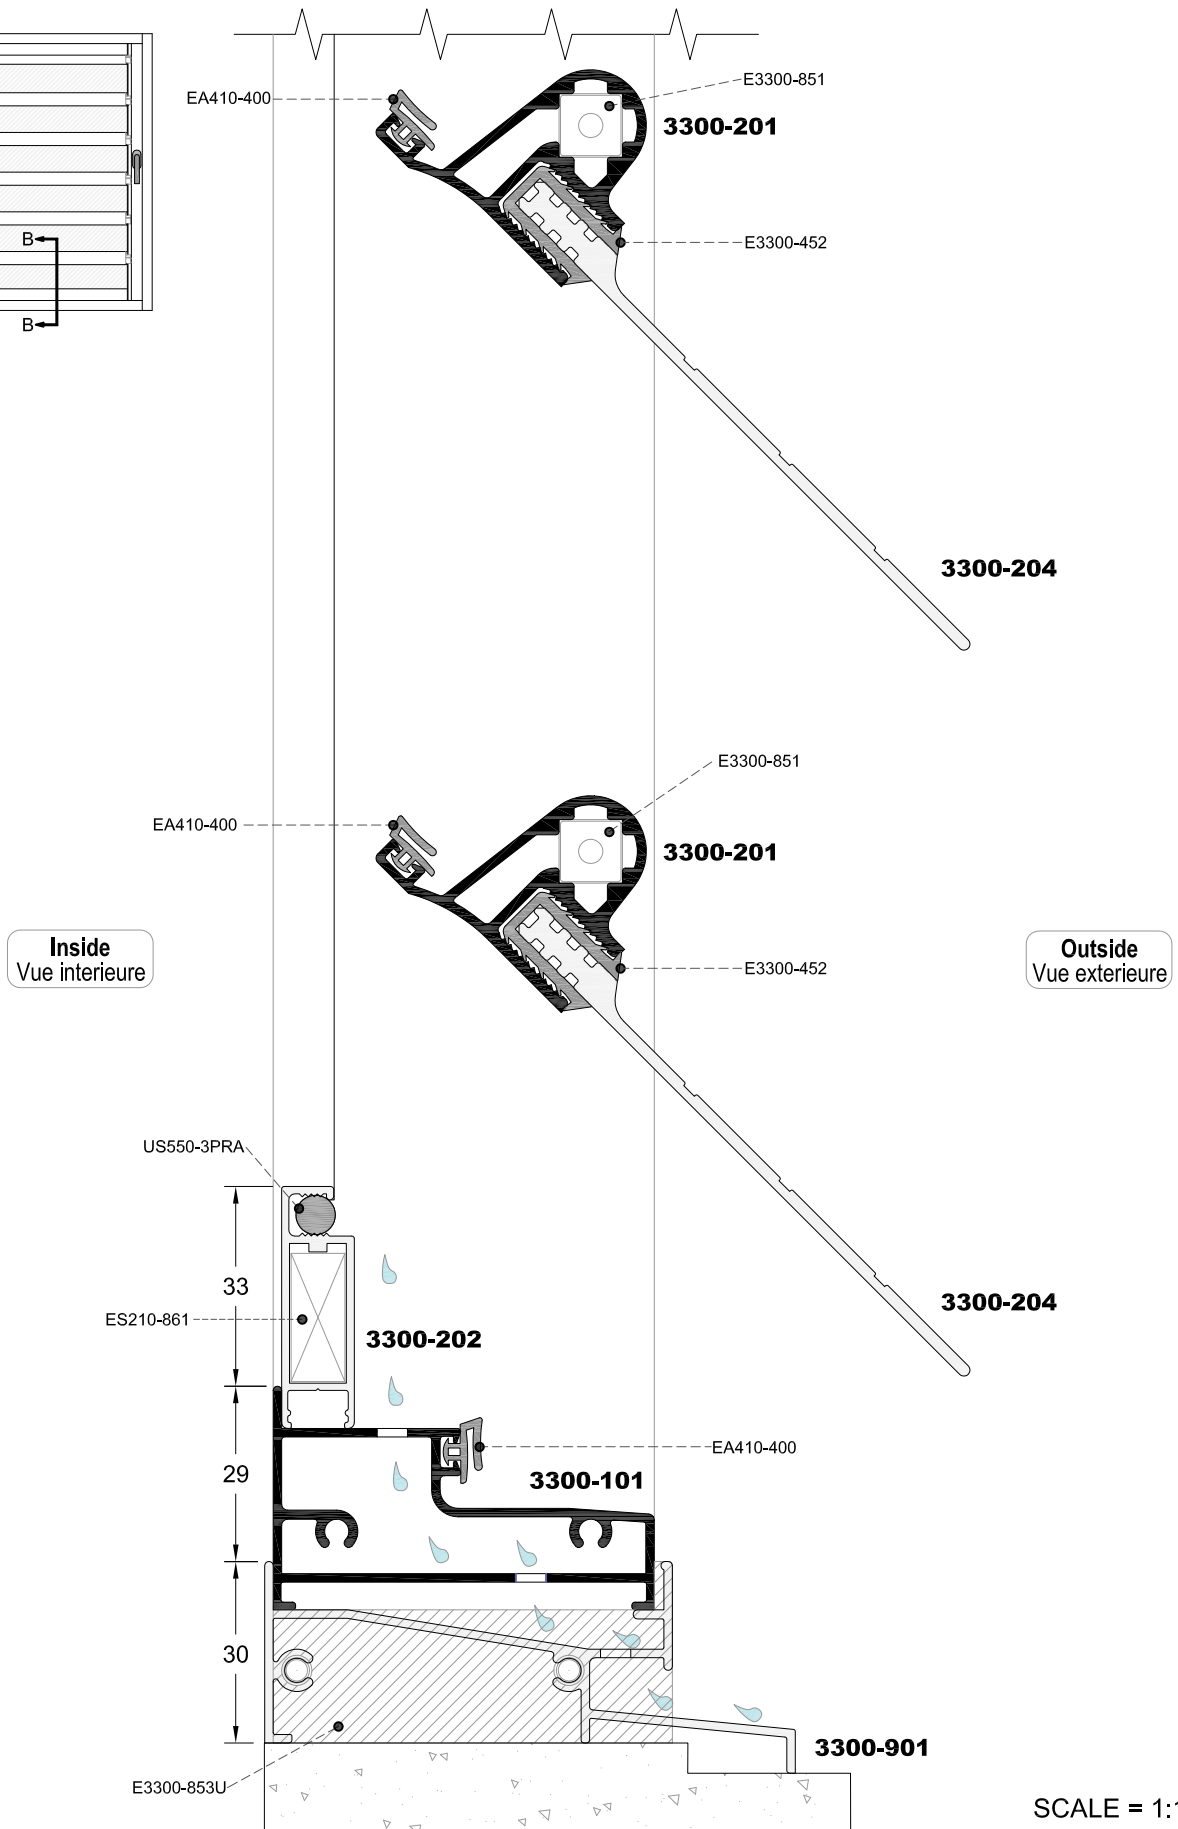 EA410-400
E3300-851
3300-201
B
E3300-452
B
3300-204
E3300-851
EA410-400
3300-201
Inside
Vue interieure
Outside
Vue exterieure
E3300-452
US550-3PRA
33
ES210-861
3300-202
3300-204
EA410-400
29
3300-101
30
3300-901
E3300-853U
SCALE = 1:1